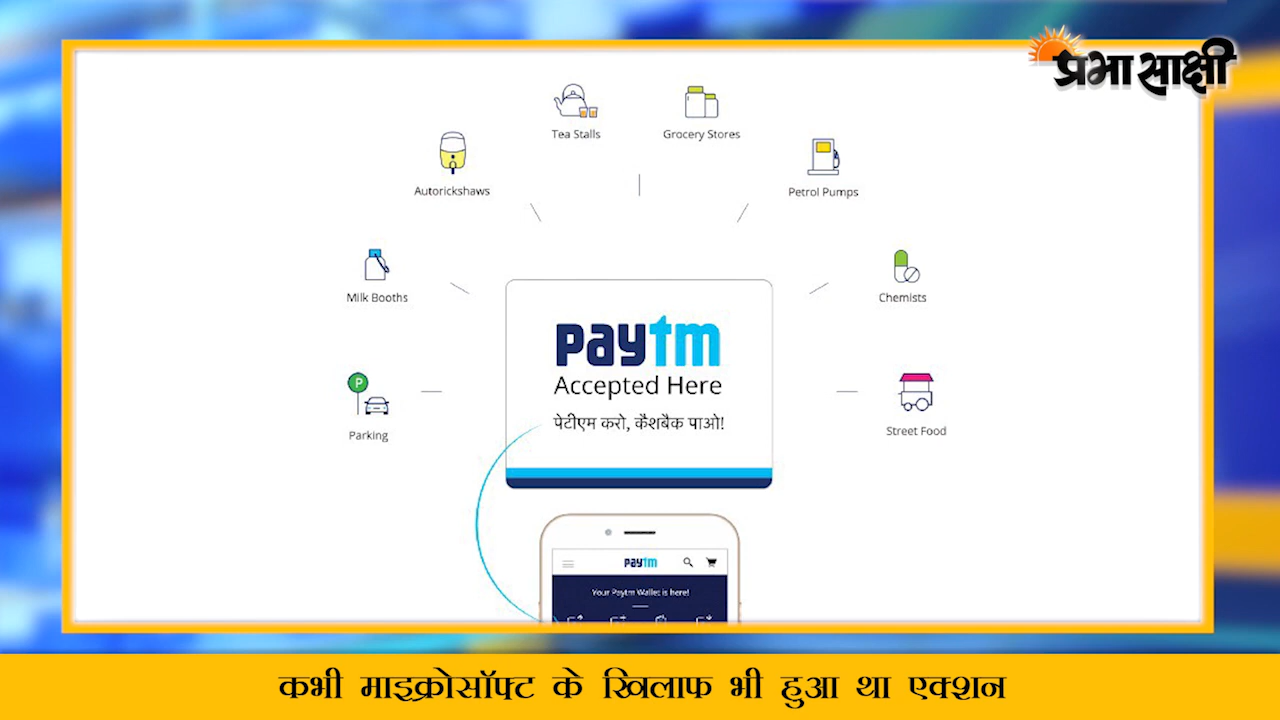 प्रभासाक्षी
Tea Stalls
Grocery Stores
Autorickshaws
Petrol Pumps
Milk Booths
Chemists
P
Parking
Street Food
paytm
Accepted Here
पेटीएम करो, कैशबैक पाओ!
paytm
Your Paytm Wallet is here!
कभी माइक्रोसॉफ्ट के खिलाफ भी हुआ था एक्शन